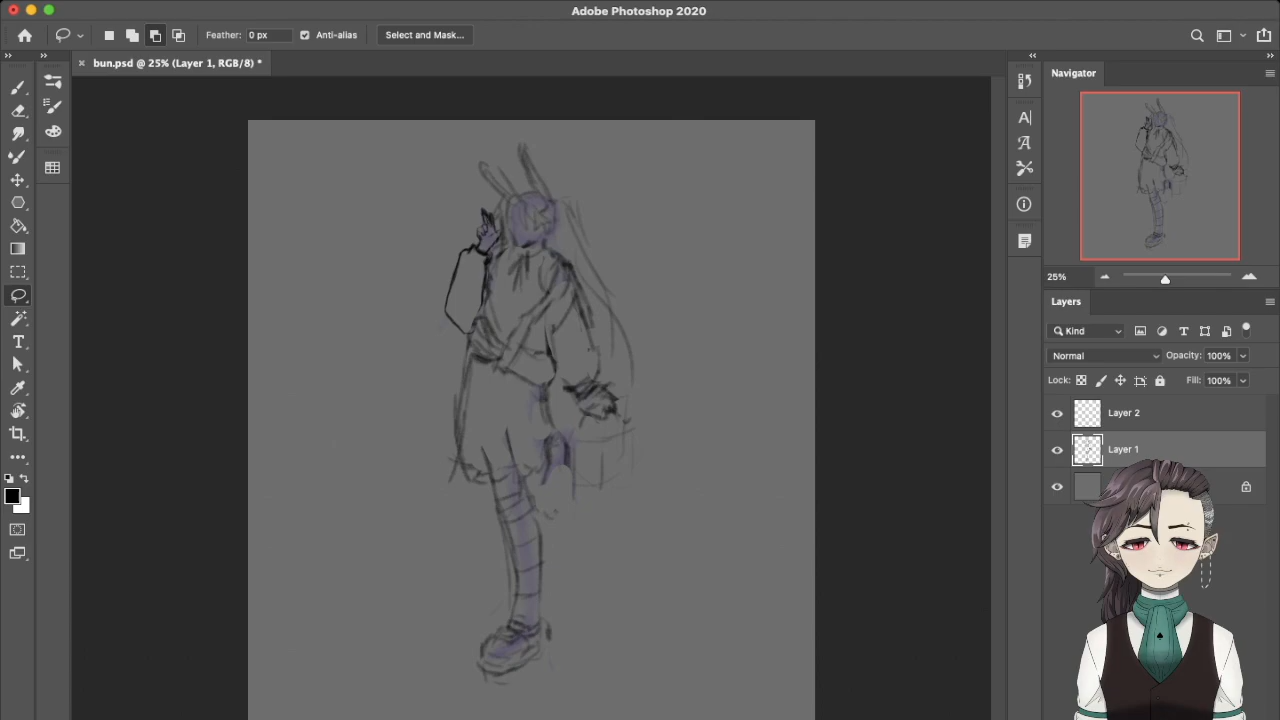 Adobe Photoshop 2020
Feather: 0 px
Anti-alias
Select and Mask...
bun.psd @ 25% (Layer 1, RGB/8) *
Navigator
25%
Layers
Kind
Normal
Opacity: 100%
Lock:
Fill: 100%
Layer 2
Layer 1